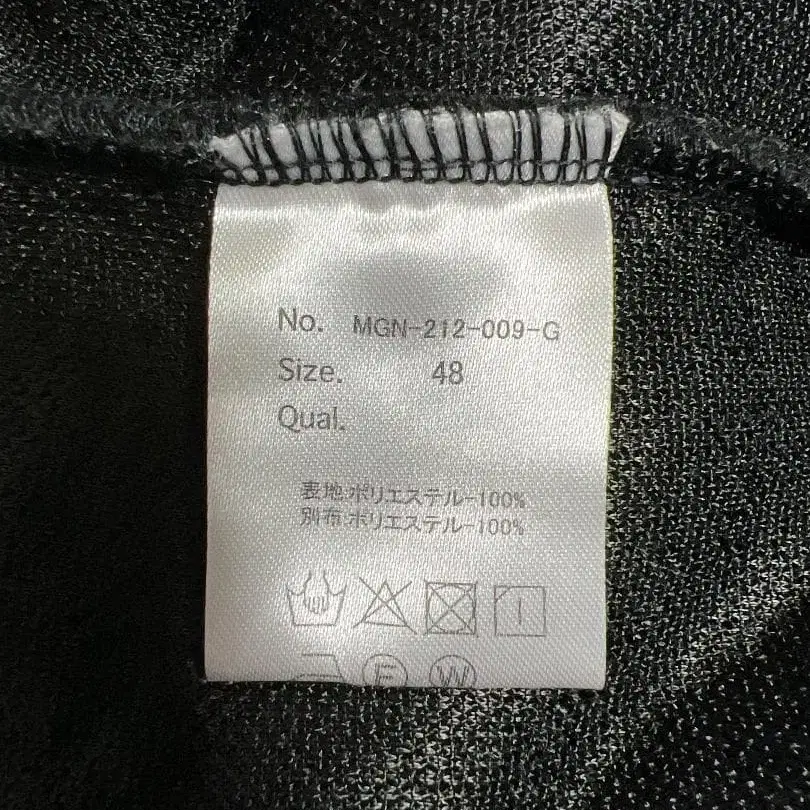 No. MGN-212-009-G
Size. 48
Qual.
表地:ポリエステル-100%
別布:ポリエステル-100%
F W